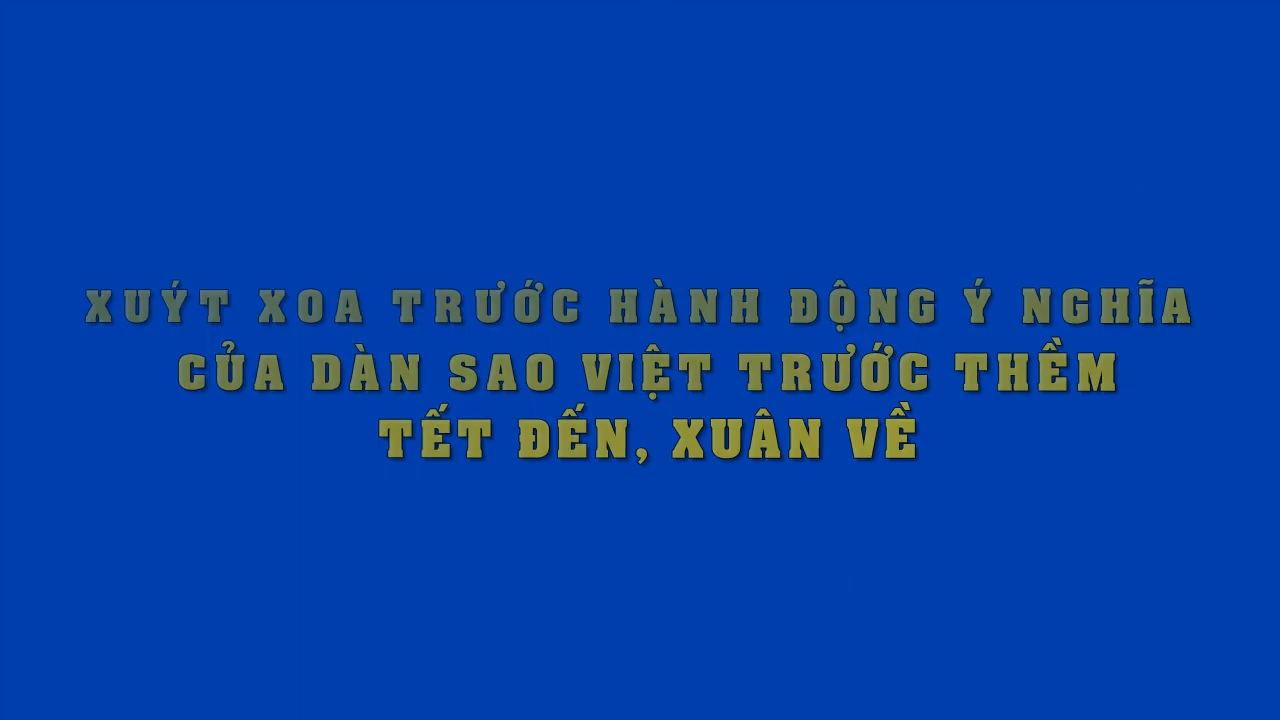 XUÝT XOA TRƯỚC HÀNH ĐỘNG Ý NGHĨA
CỦA DÀN SAO VIỆT TRƯỚC THỀM
TẾT ĐẾN, XUÂN VỀ